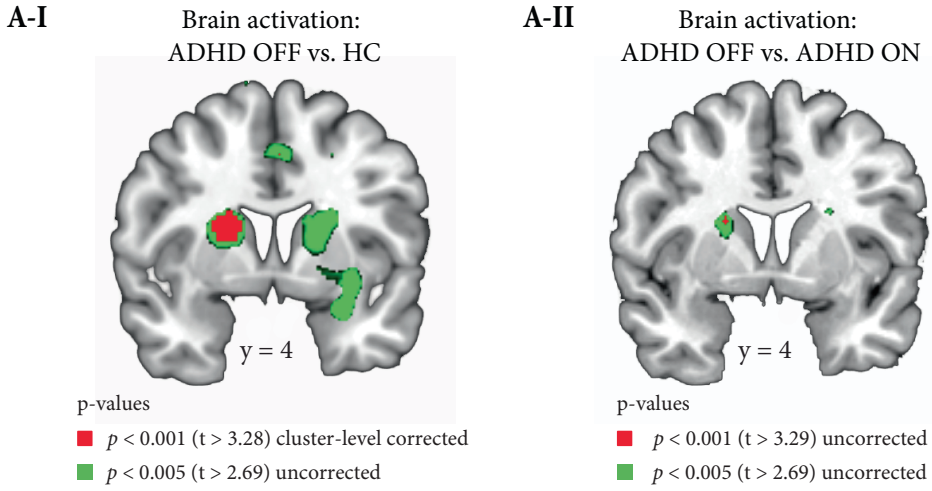 A-I
Brain activation:
ADHD OFF vs. HC
y = 4
p-values
p < 0.001 (t > 3.28) cluster-level corrected
p < 0.005 (t > 2.69) uncorrected
A-II
Brain activation:
ADHD OFF vs. ADHD ON
y = 4
p-values
p < 0.001 (t > 3.29) uncorrected
p < 0.005 (t > 2.69) uncorrected